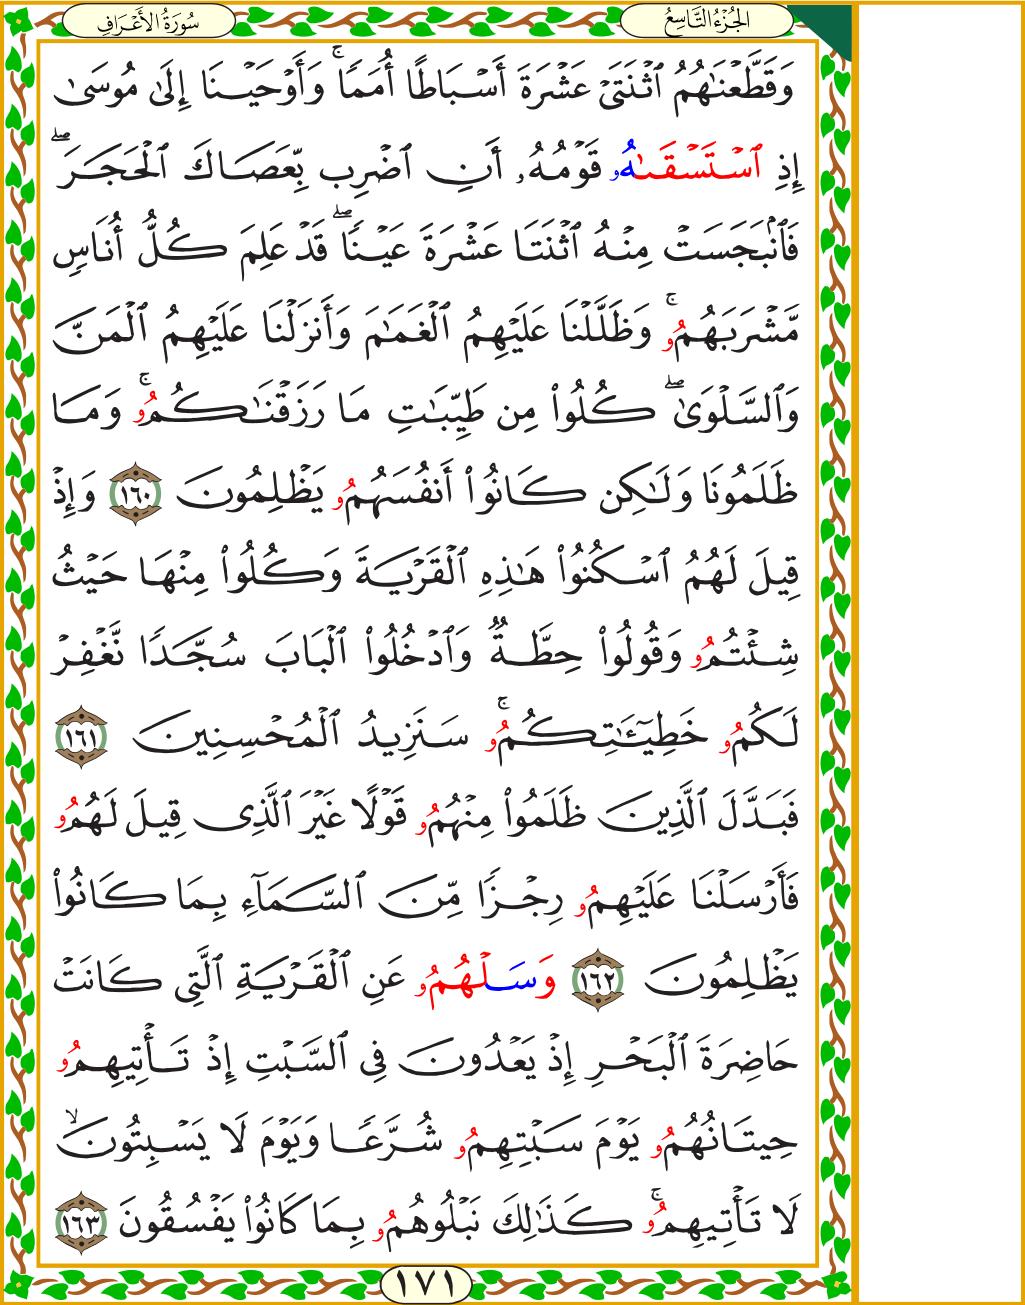 الجُزْءُ التَّاسِعُ
سُورَةُ الأَعْرَافِ
وَقَطَّعْنَٰهُمُ ٱثْنَتَىْ عَشْرَةَ أَسْبَاطًا أُمَمًاۚ وَأَوْحَيْنَا إِلَىٰ مُوسَىٰ
إِذِ ٱسْتَسْقَىٰهُۥ قَوْمُهُۥ أَنِ ٱضْرِب بِّعَصَاكَ ٱلْحَجَرَۖ
فَٱنۢبَجَسَتْ مِنْهُ ٱثْنَتَا عَشْرَةَ عَيْنًاۖ قَدْ عَلِمَ كُلُّ أُنَاسٍ
مَّشْرَبَهُمُۥۚ وَظَلَّلْنَا عَلَيْهِمُ ٱلْغَمَٰمَ وَأَنزَلْنَا عَلَيْهِمُ ٱلْمَنَّ
وَٱلسَّلْوَىٰۖ كُلُوا۟ مِن طَيِّبَٰتِ مَا رَزَقْنَٰكُمُۥۚ وَمَا
ظَلَمُونَا وَلَٰكِن كَانُوا۟ أَنفُسَهُمُۥ يَظْلِمُونَ ١٦٠ وَإِذْ
قِيلَ لَهُمُ ٱسْكُنُوا۟ هَٰذِهِ ٱلْقَرْيَةَ وَكُلُوا۟ مِنْهَا حَيْثُ
شِئْتُمُۥ وَقُولُوا۟ حِطَّةٌ وَٱدْخُلُوا۟ ٱلْبَابَ سُجَّدًا نَّغْفِرْ
لَكُمُۥ خَطِيٓـَٰٔتِكُمُۥۚ سَنَزِيدُ ٱلْمُحْسِنِينَ ١٦١
فَبَدَّلَ ٱلَّذِينَ ظَلَمُوا۟ مِنْهُمُۥ قَوْلًا غَيْرَ ٱلَّذِى قِيلَ لَهُمُۥ
فَأَرْسَلْنَا عَلَيْهِمُۥ رِجْزًا مِّنَ ٱلسَّمَآءِ بِمَا كَانُوا۟
يَظْلِمُونَ ١٦٢ وَسَلْهُمُۥ عَنِ ٱلْقَرْيَةِ ٱلَّتِى كَانَتْ
حَاضِرَةَ ٱلْبَحْرِ إِذْ يَعْدُونَ فِى ٱلسَّبْتِ إِذْ تَأْتِيهِمُۥ
حِيتَانُهُمُۥ يَوْمَ سَبْتِهِمُۥ شُرَّعًا وَيَوْمَ لَا يَسْبِتُونَۙ
لَا تَأْتِيهِمُۥۚ كَذَٰلِكَ نَبْلُوهُمُۥ بِمَا كَانُوا۟ يَفْسُقُونَ ١٦٣
١٧١